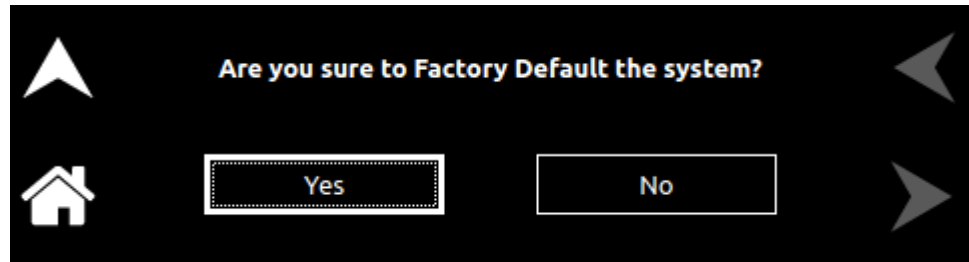 Are you sure to Factory Default the system?
Yes
No